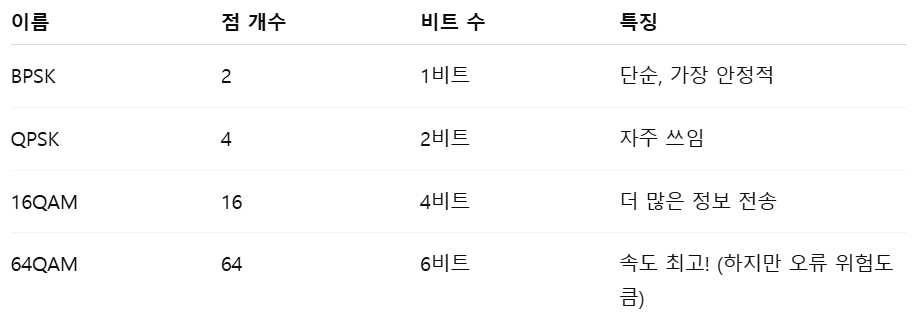 이름 점 개수 비트 수 특징
BPSK 2 1비트 단순, 가장 안정적
QPSK 4 2비트 자주 쓰임
16QAM 16 4비트 더 많은 정보 전송
64QAM 64 6비트 속도 최고! (하지만 오류 위험도
큼)